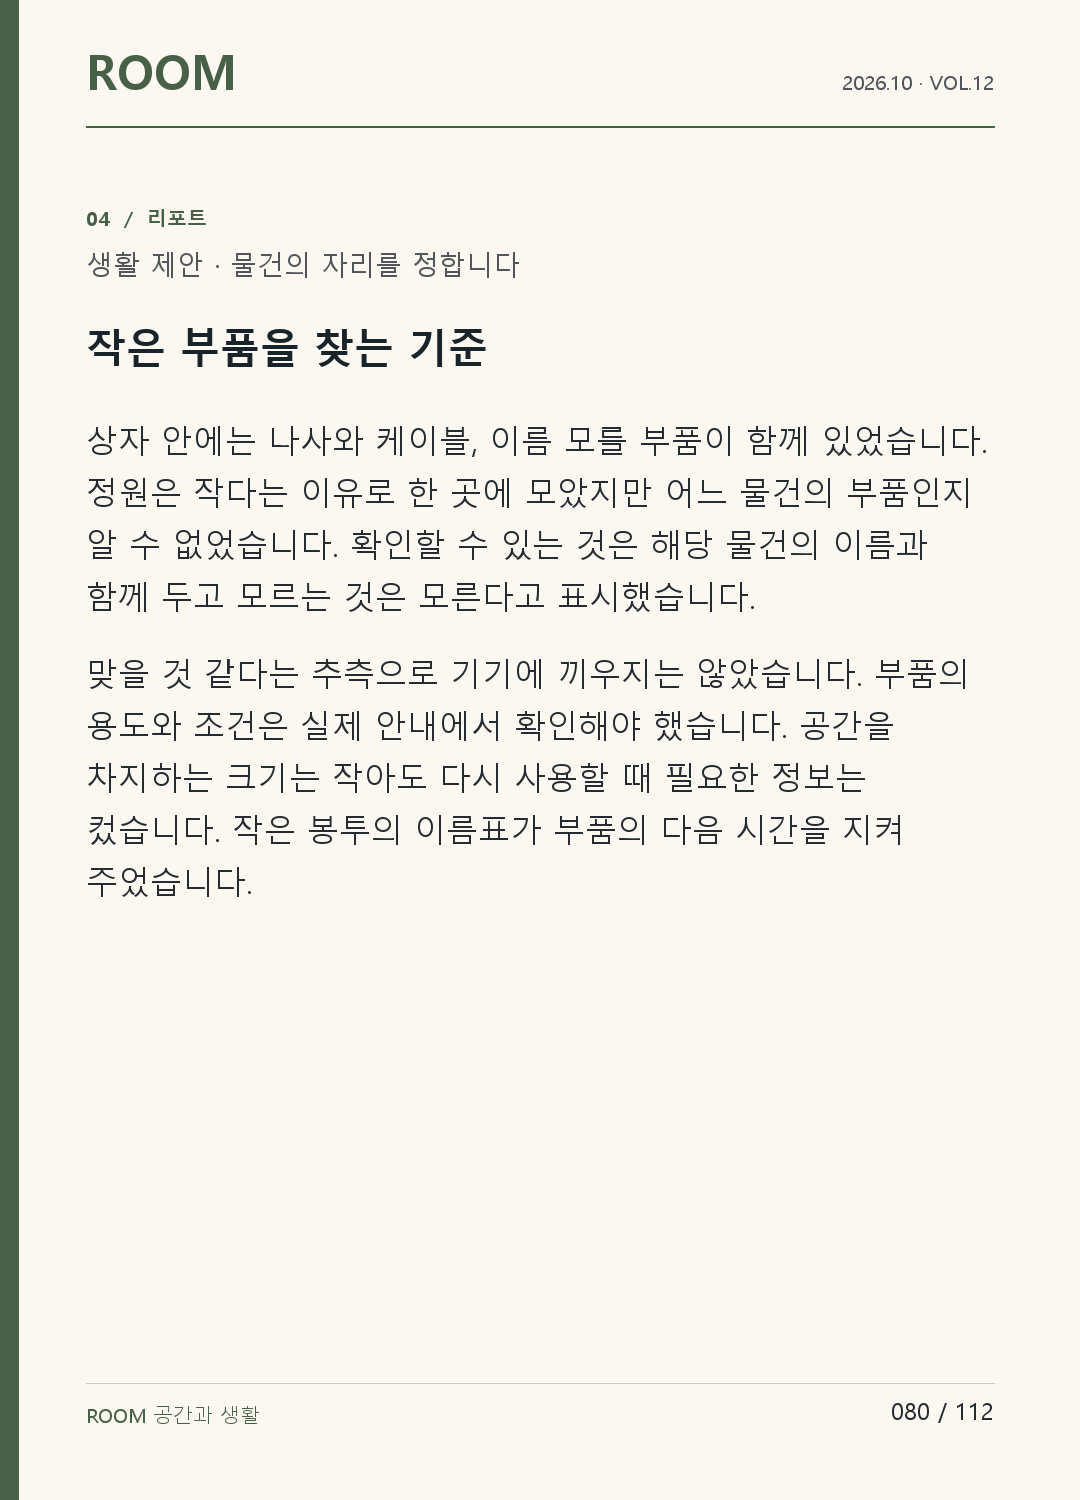 ROOM
2026.10 · VOL.12
04 / 리포트
생활 제안 · 물건의 자리를 정합니다
작은 부품을 찾는 기준
상자 안에는 나사와 케이블, 이름 모를 부품이 함께 있었습니다.
정원은 작다는 이유로 한 곳에 모았지만 어느 물건의 부품인지
알 수 없었습니다. 확인할 수 있는 것은 해당 물건의 이름과
함께 두고 모르는 것은 모른다고 표시했습니다.
맞을 것 같다는 추측으로 기기에 끼우지는 않았습니다. 부품의
용도와 조건은 실제 안내에서 확인해야 했습니다. 공간을
차지하는 크기는 작아도 다시 사용할 때 필요한 정보는
컸습니다. 작은 봉투의 이름표가 부품의 다음 시간을 지켜
주었습니다.
ROOM 공간과 생활
080 / 112